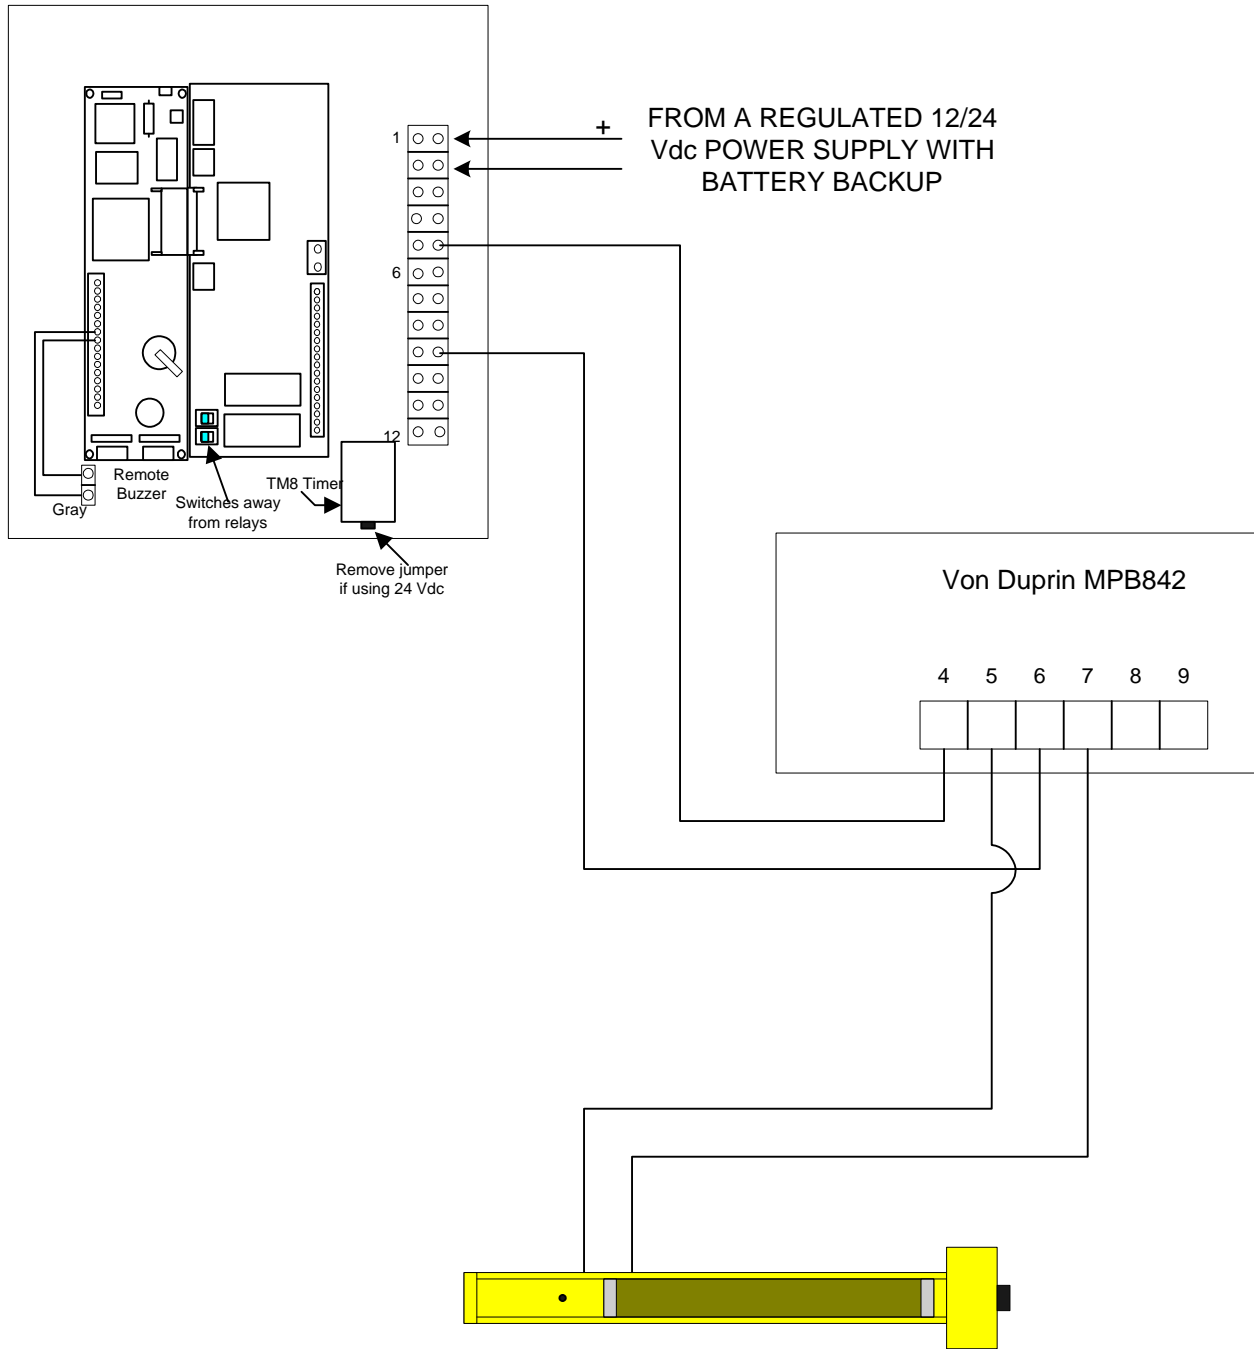 1
+
FROM A REGULATED 12/24
Vdc POWER SUPPLY WITH
BATTERY BACKUP
6
12
Remote
Buzzer
Gray
Switches away
from relays
TM8 Timer
Remove jumper
if using 24 Vdc
Von Duprin MPB842
4 5 6 7 8 9